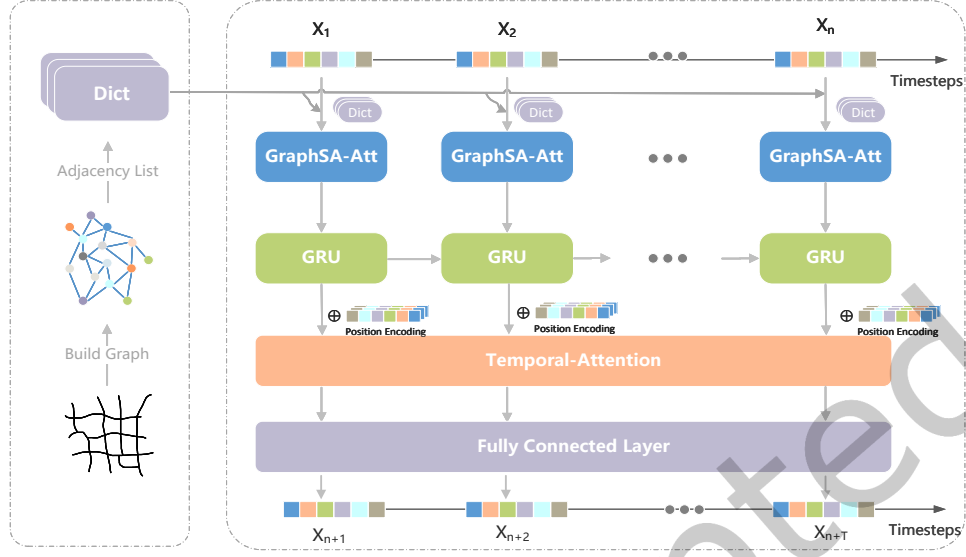 X1 X2 Xn
Timesteps
Dict
Dict Dict Dict
GraphSA-Att GraphSA-Att GraphSA-Att
Adjacency List
GRU GRU GRU
⊕ ⊕ ⊕
Position Encoding Position Encoding Position Encoding
Build Graph
Temporal-Attention
Fully Connected Layer
Xn+1 Xn+2 Xn+T
Timesteps